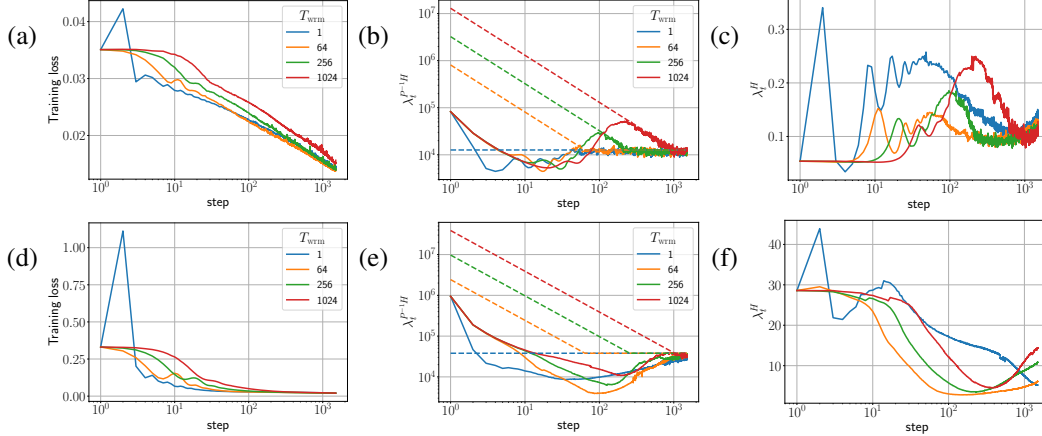 (a)
Training loss
0.04
0.03
0.02
T_wrm
1
64
256
1024
10^0
10^1
10^2
10^3
step
(b)
λ_t^{P^{-1}H}
10^7
10^6
10^5
10^4
T_wrm
1
64
256
1024
10^0
10^1
10^2
10^3
step
(c)
λ_t^H
0.3
0.2
0.1
10^0
10^1
10^2
10^3
step
(d)
Training loss
1.00
0.75
0.50
0.25
0.00
T_wrm
1
64
256
1024
10^0
10^1
10^2
10^3
step
(e)
λ_t^{P^{-1}H}
10^7
10^6
10^5
10^4
T_wrm
1
64
256
1024
10^0
10^1
10^2
10^3
step
(f)
λ_t^H
40
30
20
10
10^0
10^1
10^2
10^3
step